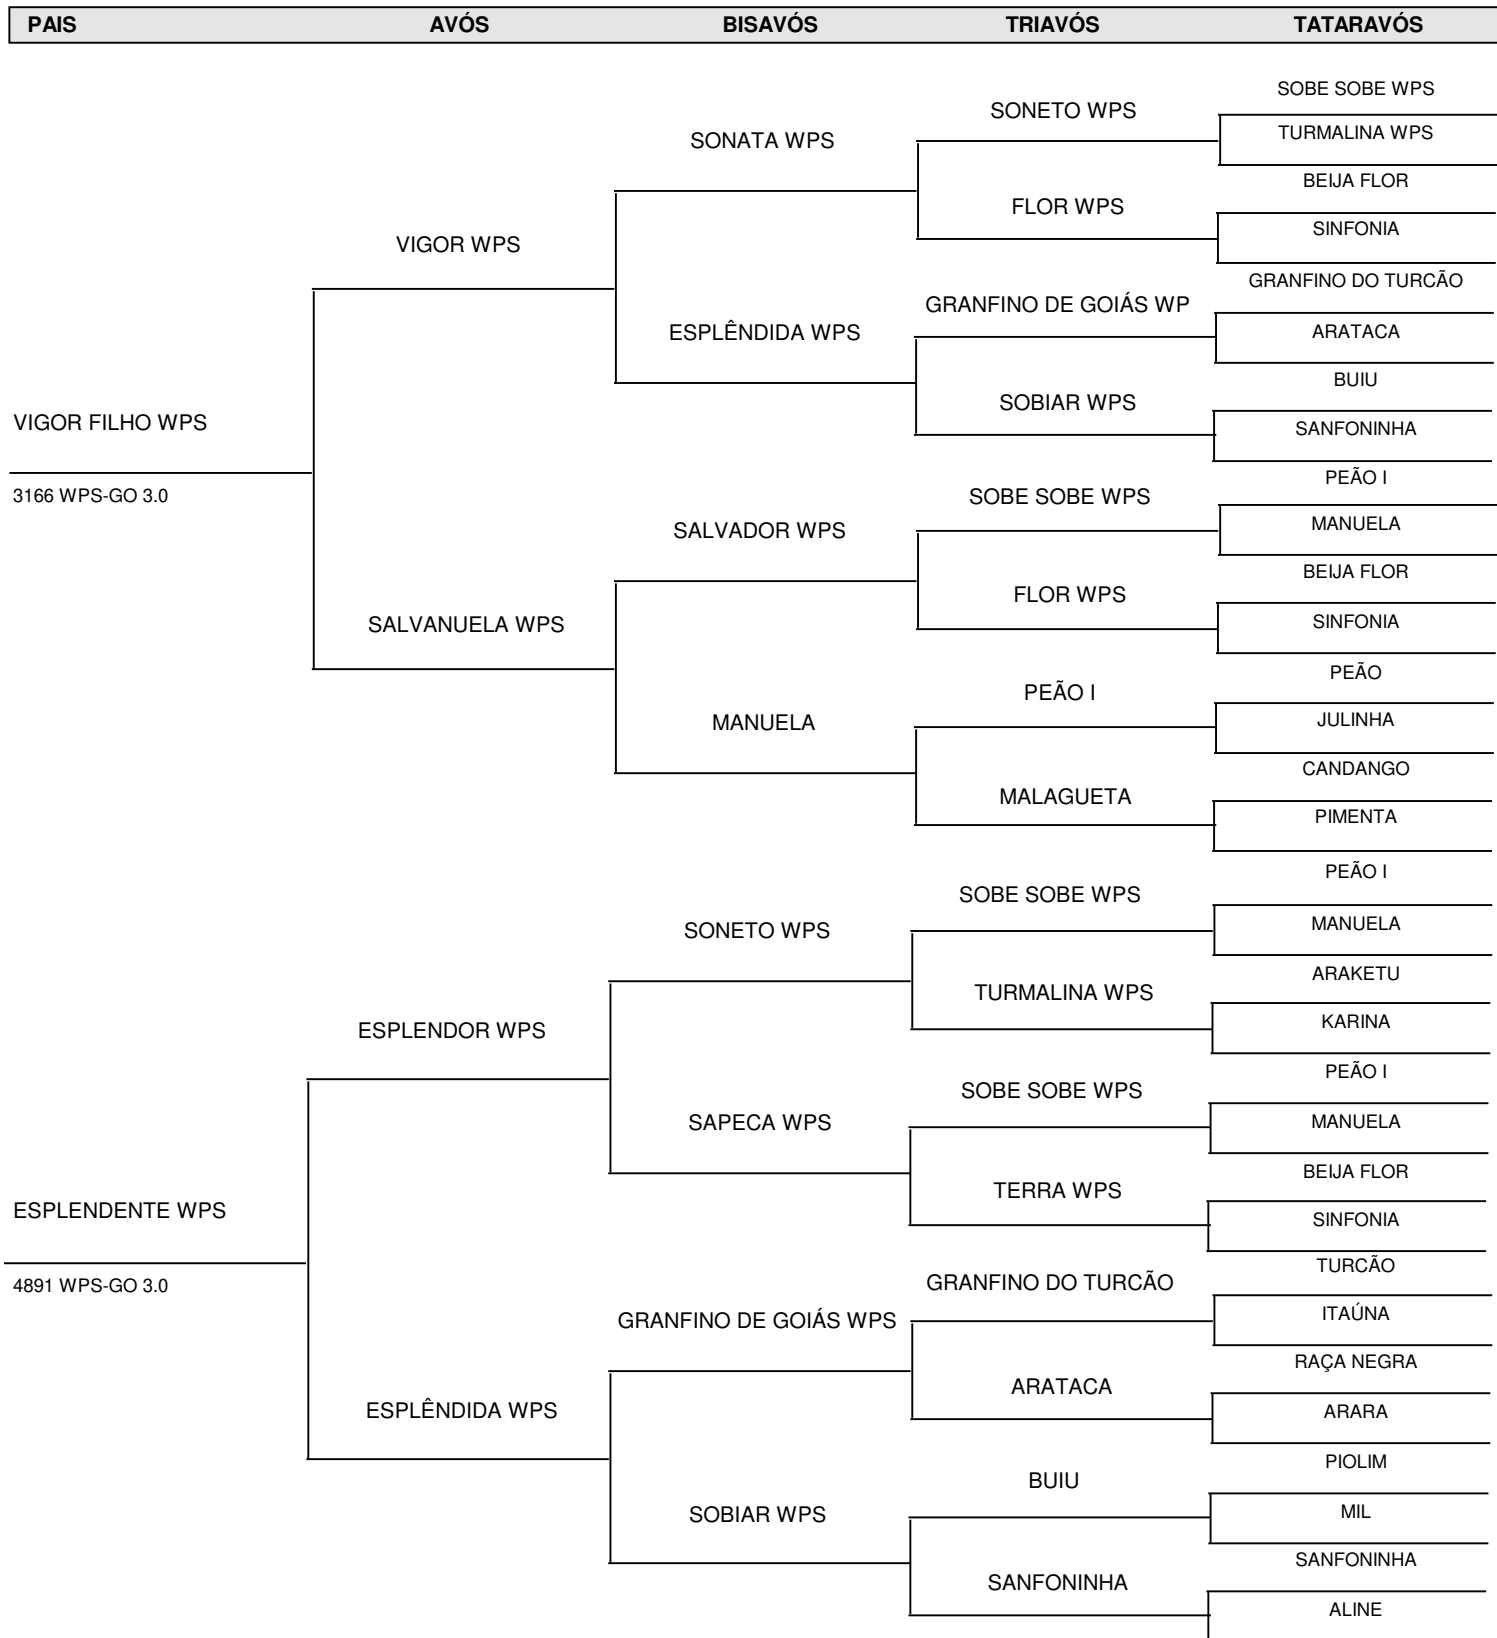 PAIS AVÓS BISAVÓS TRIAVÓS TATARAVÓS
SOBE SOBE WPS
SONETO WPS
TURMALINA WPS
SONATA WPS
BEIJA FLOR
FLOR WPS
SINFONIA
VIGOR WPS
GRANFINO DO TURCÃO
GRANFINO DE GOIÁS WP
ARATACA
ESPLÊNDIDA WPS
BUIU
SOBIAR WPS
SANFONINHA
VIGOR FILHO WPS
3166 WPS-GO 3.0
PEÃO I
SOBE SOBE WPS
MANUELA
SALVADOR WPS
BEIJA FLOR
FLOR WPS
SINFONIA
SALVANUELA WPS
PEÃO
PEÃO I
JULINHA
MANUELA
CANDANGO
MALAGUETA
PIMENTA
PEÃO I
SOBE SOBE WPS
MANUELA
SONETO WPS
ARAKETU
TURMALINA WPS
KARINA
ESPLENDOR WPS
PEÃO I
SOBE SOBE WPS
MANUELA
SAPECA WPS
BEIJA FLOR
TERRA WPS
SINFONIA
ESPLENDENTE WPS
4891 WPS-GO 3.0
TURCÃO
GRANFINO DO TURCÃO
ITAÚNA
GRANFINO DE GOIÁS WPS
RAÇA NEGRA
ARATACA
ARARA
ESPLÊNDIDA WPS
PIOLIM
BUIU
MIL
SOBIAR WPS
SANFONINHA
SANFONINHA
ALINE